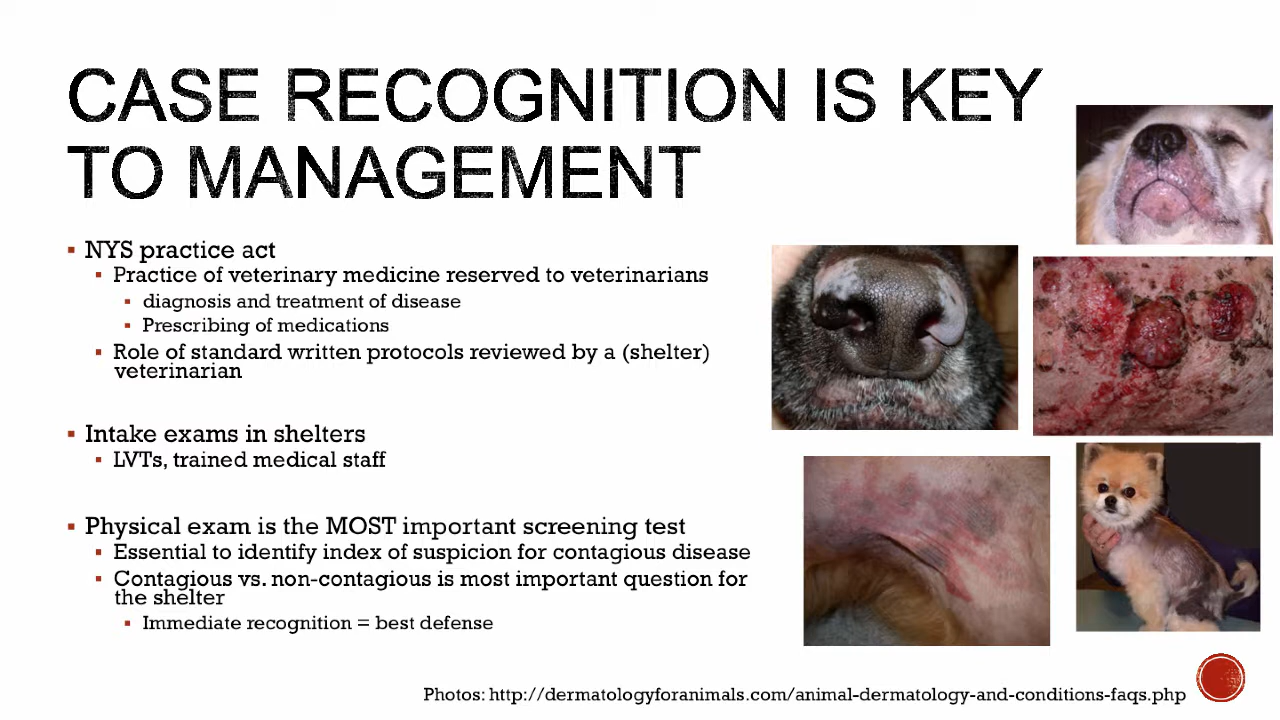 CASE RECOGNITION IS KEY
TO MANAGEMENT
▪ NYS practice act
▪ Practice of veterinary medicine reserved to veterinarians
▪ diagnosis and treatment of disease
▪ Prescribing of medications
▪ Role of standard written protocols reviewed by a (shelter)
veterinarian
▪ Intake exams in shelters
▪ LVTs, trained medical staff
▪ Physical exam is the MOST important screening test
▪ Essential to identify index of suspicion for contagious disease
▪ Contagious vs. non-contagious is most important question for
the shelter
▪ Immediate recognition = best defense
Photos: http://dermatologyforanimals.com/animal-dermatology-and-conditions-faqs.php